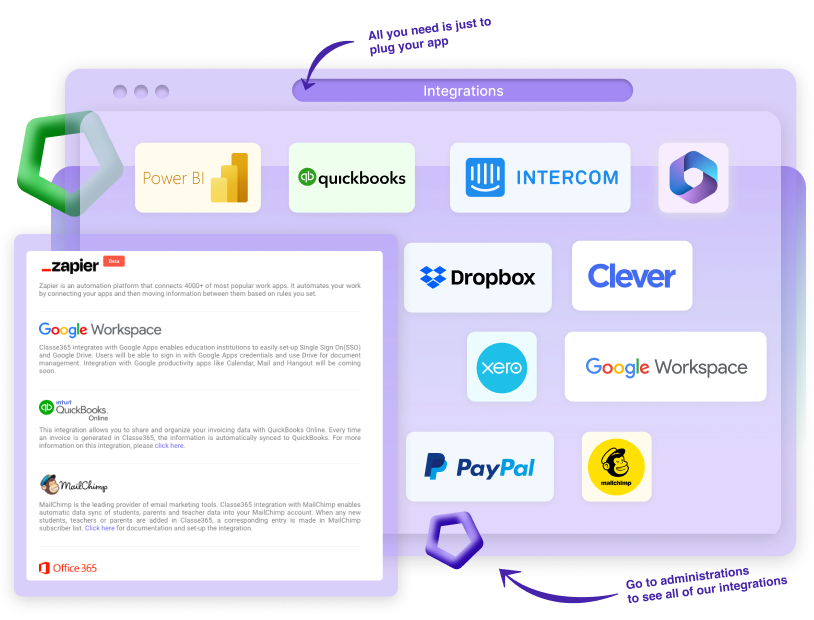 All you need is just to
plug your app
Integrations
Power BI
qb quickbooks
INTERCOM
zapier Beta
Zapier is an automation platform that connects 4000+ of most popular work apps. It automates your work
by connecting your apps and then moving information between them based on rules you set.
Google Workspace
Classe365 integrates with Google Apps enables education institutions to easily set-up Single Sign On(SSO)
and Google Drive. Users will be able to sign in with Google Apps credentials and use Drive for document
management. Integration with Google productivity apps like Calendar, Mail and Hangout will be coming
soon.
qb intuit
QuickBooks.
Online
This integration allows you to share and organize your invoicing data with QuickBooks Online. Every time
an invoice is generated in Classe365, the information is automatically synced to QuickBooks. For more
information on this integration, please click here.
MailChimp
MailChimp is the leading provider of email marketing tools. Classe365 integration with MailChimp enables
automatic data sync of students, parents and teacher data into your MailChimp account. When any new
students, teachers or parents are added in Classe365, a corresponding entry is made in MailChimp
subscriber list. Click here for documentation and set-up the integration.
Office 365
Dropbox
Clever
xero
Google Workspace
PayPal
mailchimp
Go to administrations
to see all of our integrations